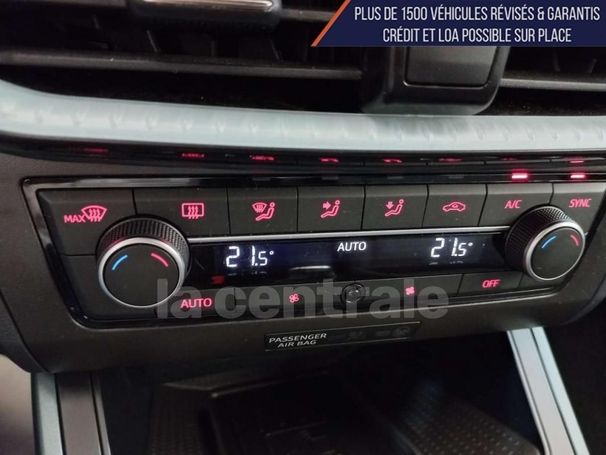 PLUS DE 1500 VÉHICULES RÉVISÉS & GARANTIS
CRÉDIT ET LOA POSSIBLE SUR PLACE
MAX
A/C
SYNC
21.5°
AUTO
21.5°
AUTO
OFF
la centrale
PASSENGER
AIR BAG